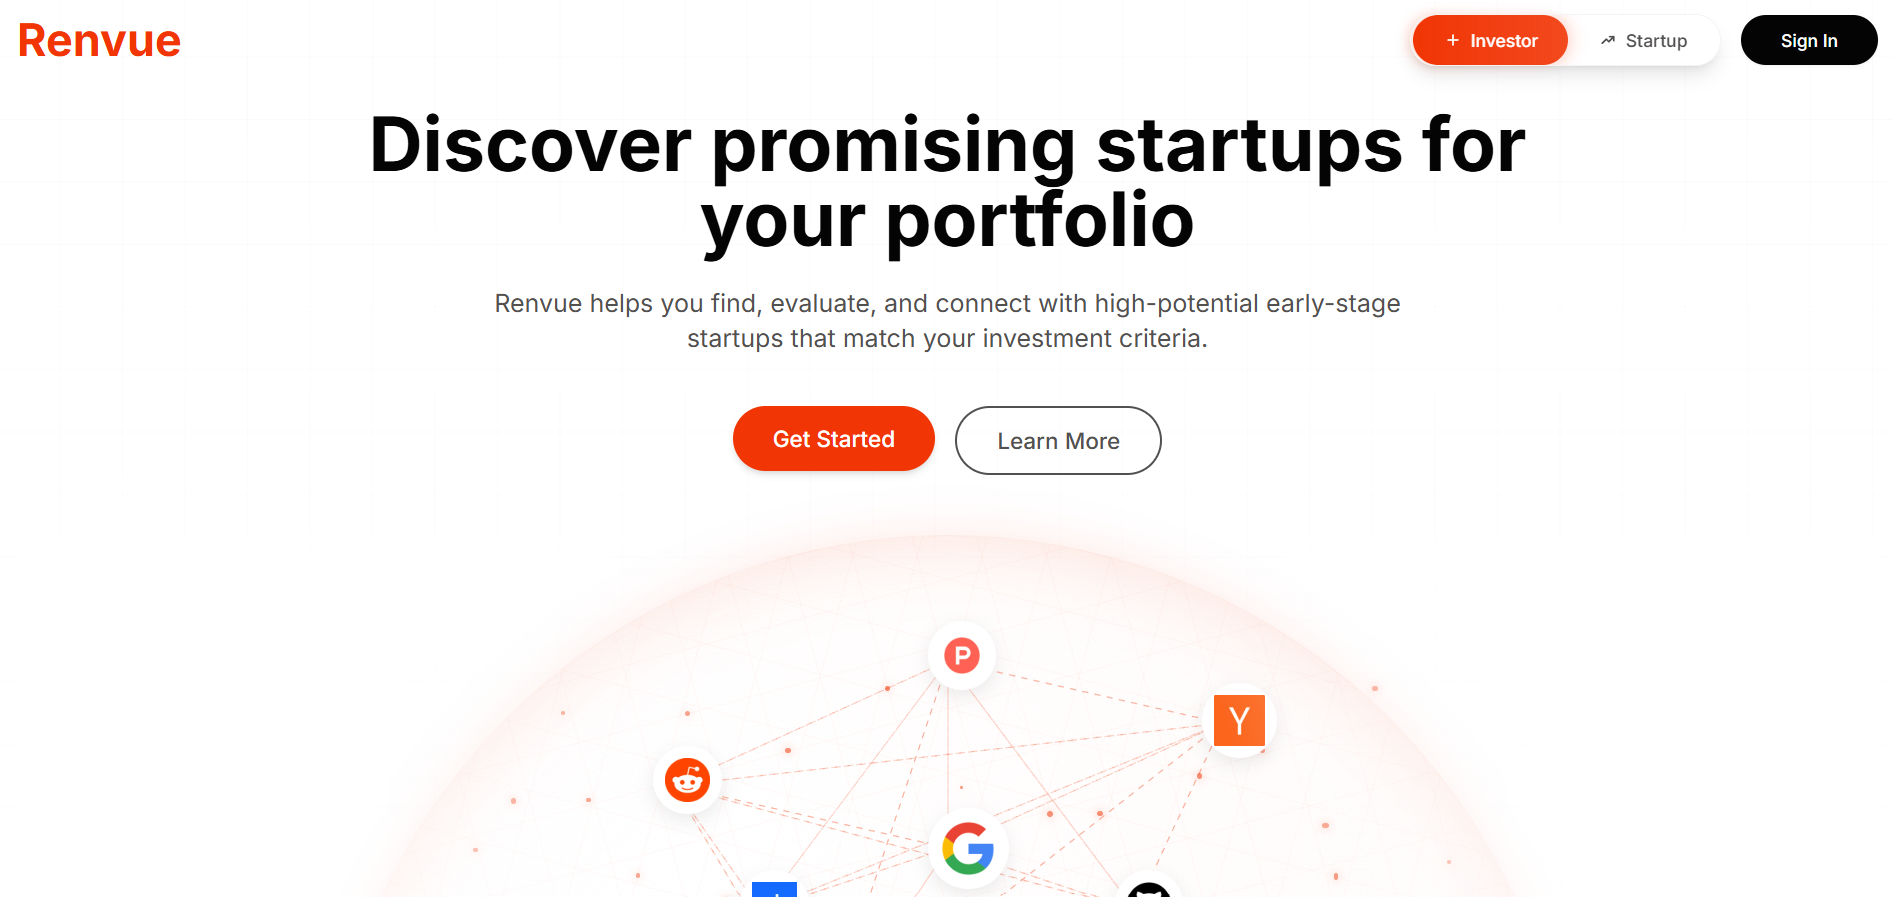 Renvue
Investor
Startup
Sign In
Discover promising startups for
your portfolio
Renvue helps you find, evaluate, and connect with high-potential early-stage
startups that match your investment criteria.
Get Started
Learn More
P
Y
G